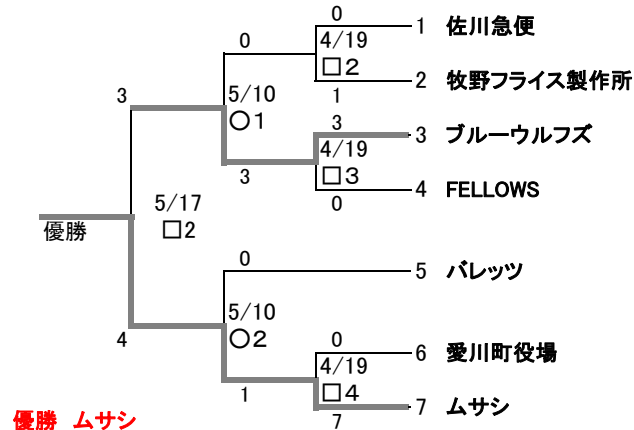 0
1 佐川急便
4/19
0
□2
2 牧野フライス製作所
1
3
5/10
○1
3
3 ブルーウルフズ
4/19
3
□3
4 FELLOWS
0
5/17
□2
優勝
0
5 バレッツ
5/10
○2
4
0
6 愛川町役場
4/19
1
□4
7 ムサシ
7
優勝 ムサシ